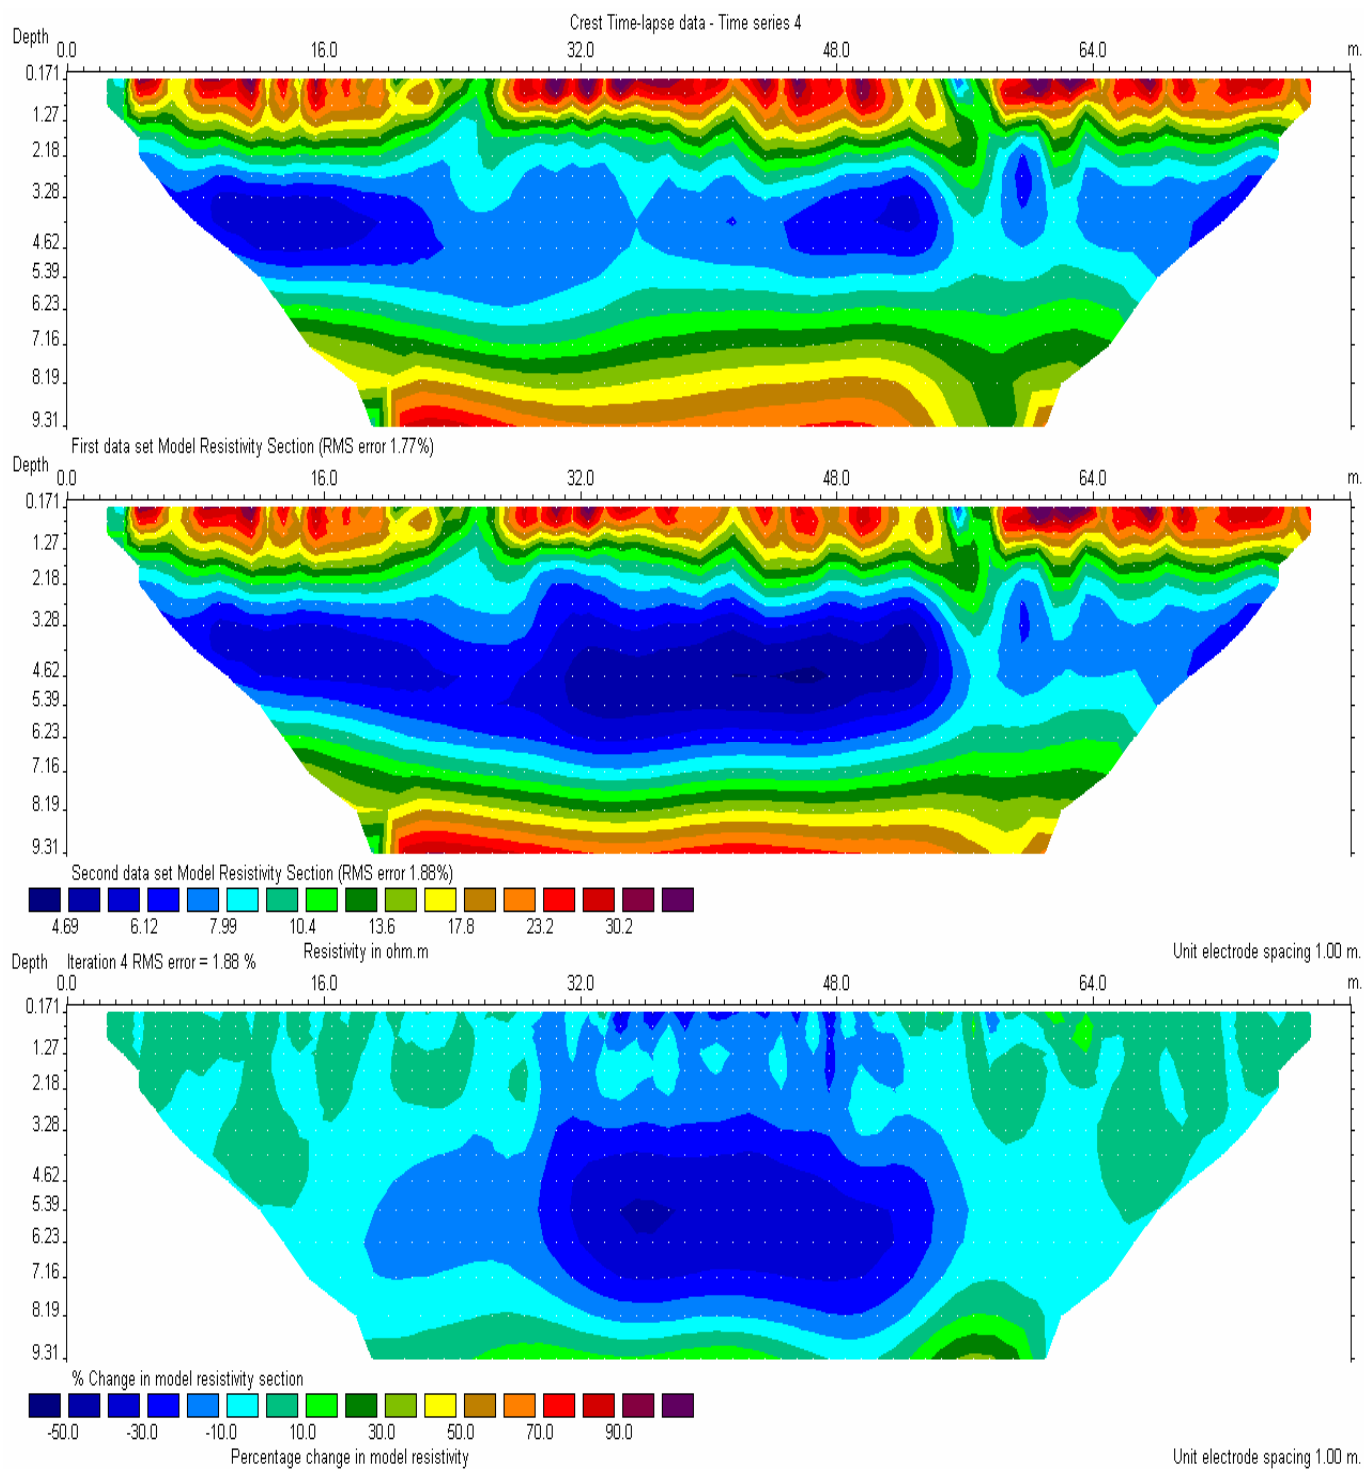 Crest Time-lapse data - Time series 4
Depth 0.0 16.0 32.0 48.0 64.0 m.
0.171
1.27
2.18
3.28
4.62
5.39
6.23
7.16
8.19
9.31
First data set Model Resistivity Section (RMS error 1.77%)
Depth 0.0 16.0 32.0 48.0 64.0 m.
0.171
1.27
2.18
3.28
4.62
5.39
6.23
7.16
8.19
9.31
Second data set Model Resistivity Section (RMS error 1.88%)
4.69 6.12 7.99 10.4 13.6 17.8 23.2 30.2
Resistivity in ohm.m Unit electrode spacing 1.00 m.
Depth Iteration 4 RMS error = 1.88 %
0.0 16.0 32.0 48.0 64.0 m.
0.171
1.27
2.18
3.28
4.62
5.39
6.23
7.16
8.19
9.31
% Change in model resistivity section
-50.0 -30.0 -10.0 10.0 30.0 50.0 70.0 90.0
Percentage change in model resistivity Unit electrode spacing 1.00 m.